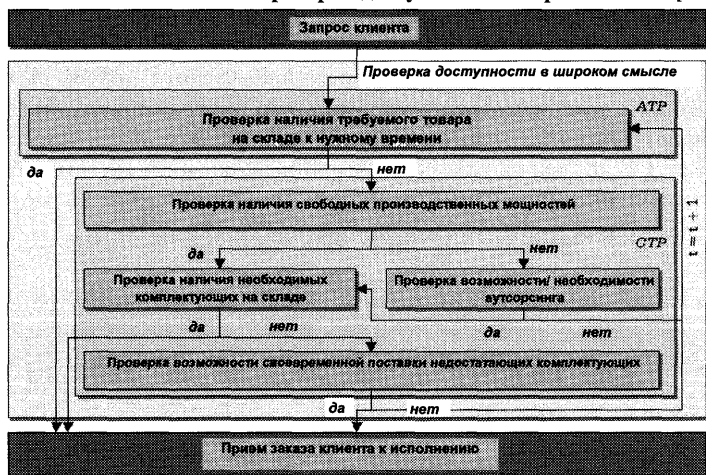 Запрос клиента
Проверка доступности в широком смысле
ATP
Проверка наличия требуемого товара
на складе к нужному времени
да
нет
Проверка наличия свободных производственных мощностей
t = t + 1
CTP
да
нет
Проверка наличия необходимых
комплектующих на складе
Проверка возможности/ необходимости
аутсорсинга
да
нет
да
нет
Проверка возможности своевременной поставки недостатающих комплектующих
да
нет
Прием заказа клиента к исполнению